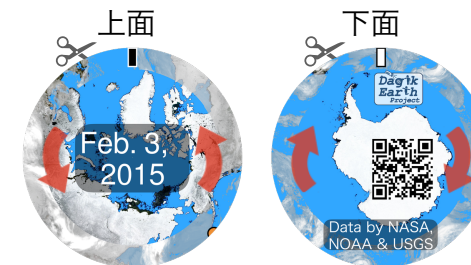 上面
下面
Feb. 3,
2015
Dagik
Earth
Project
Data by NASA,
NOAA & USGS